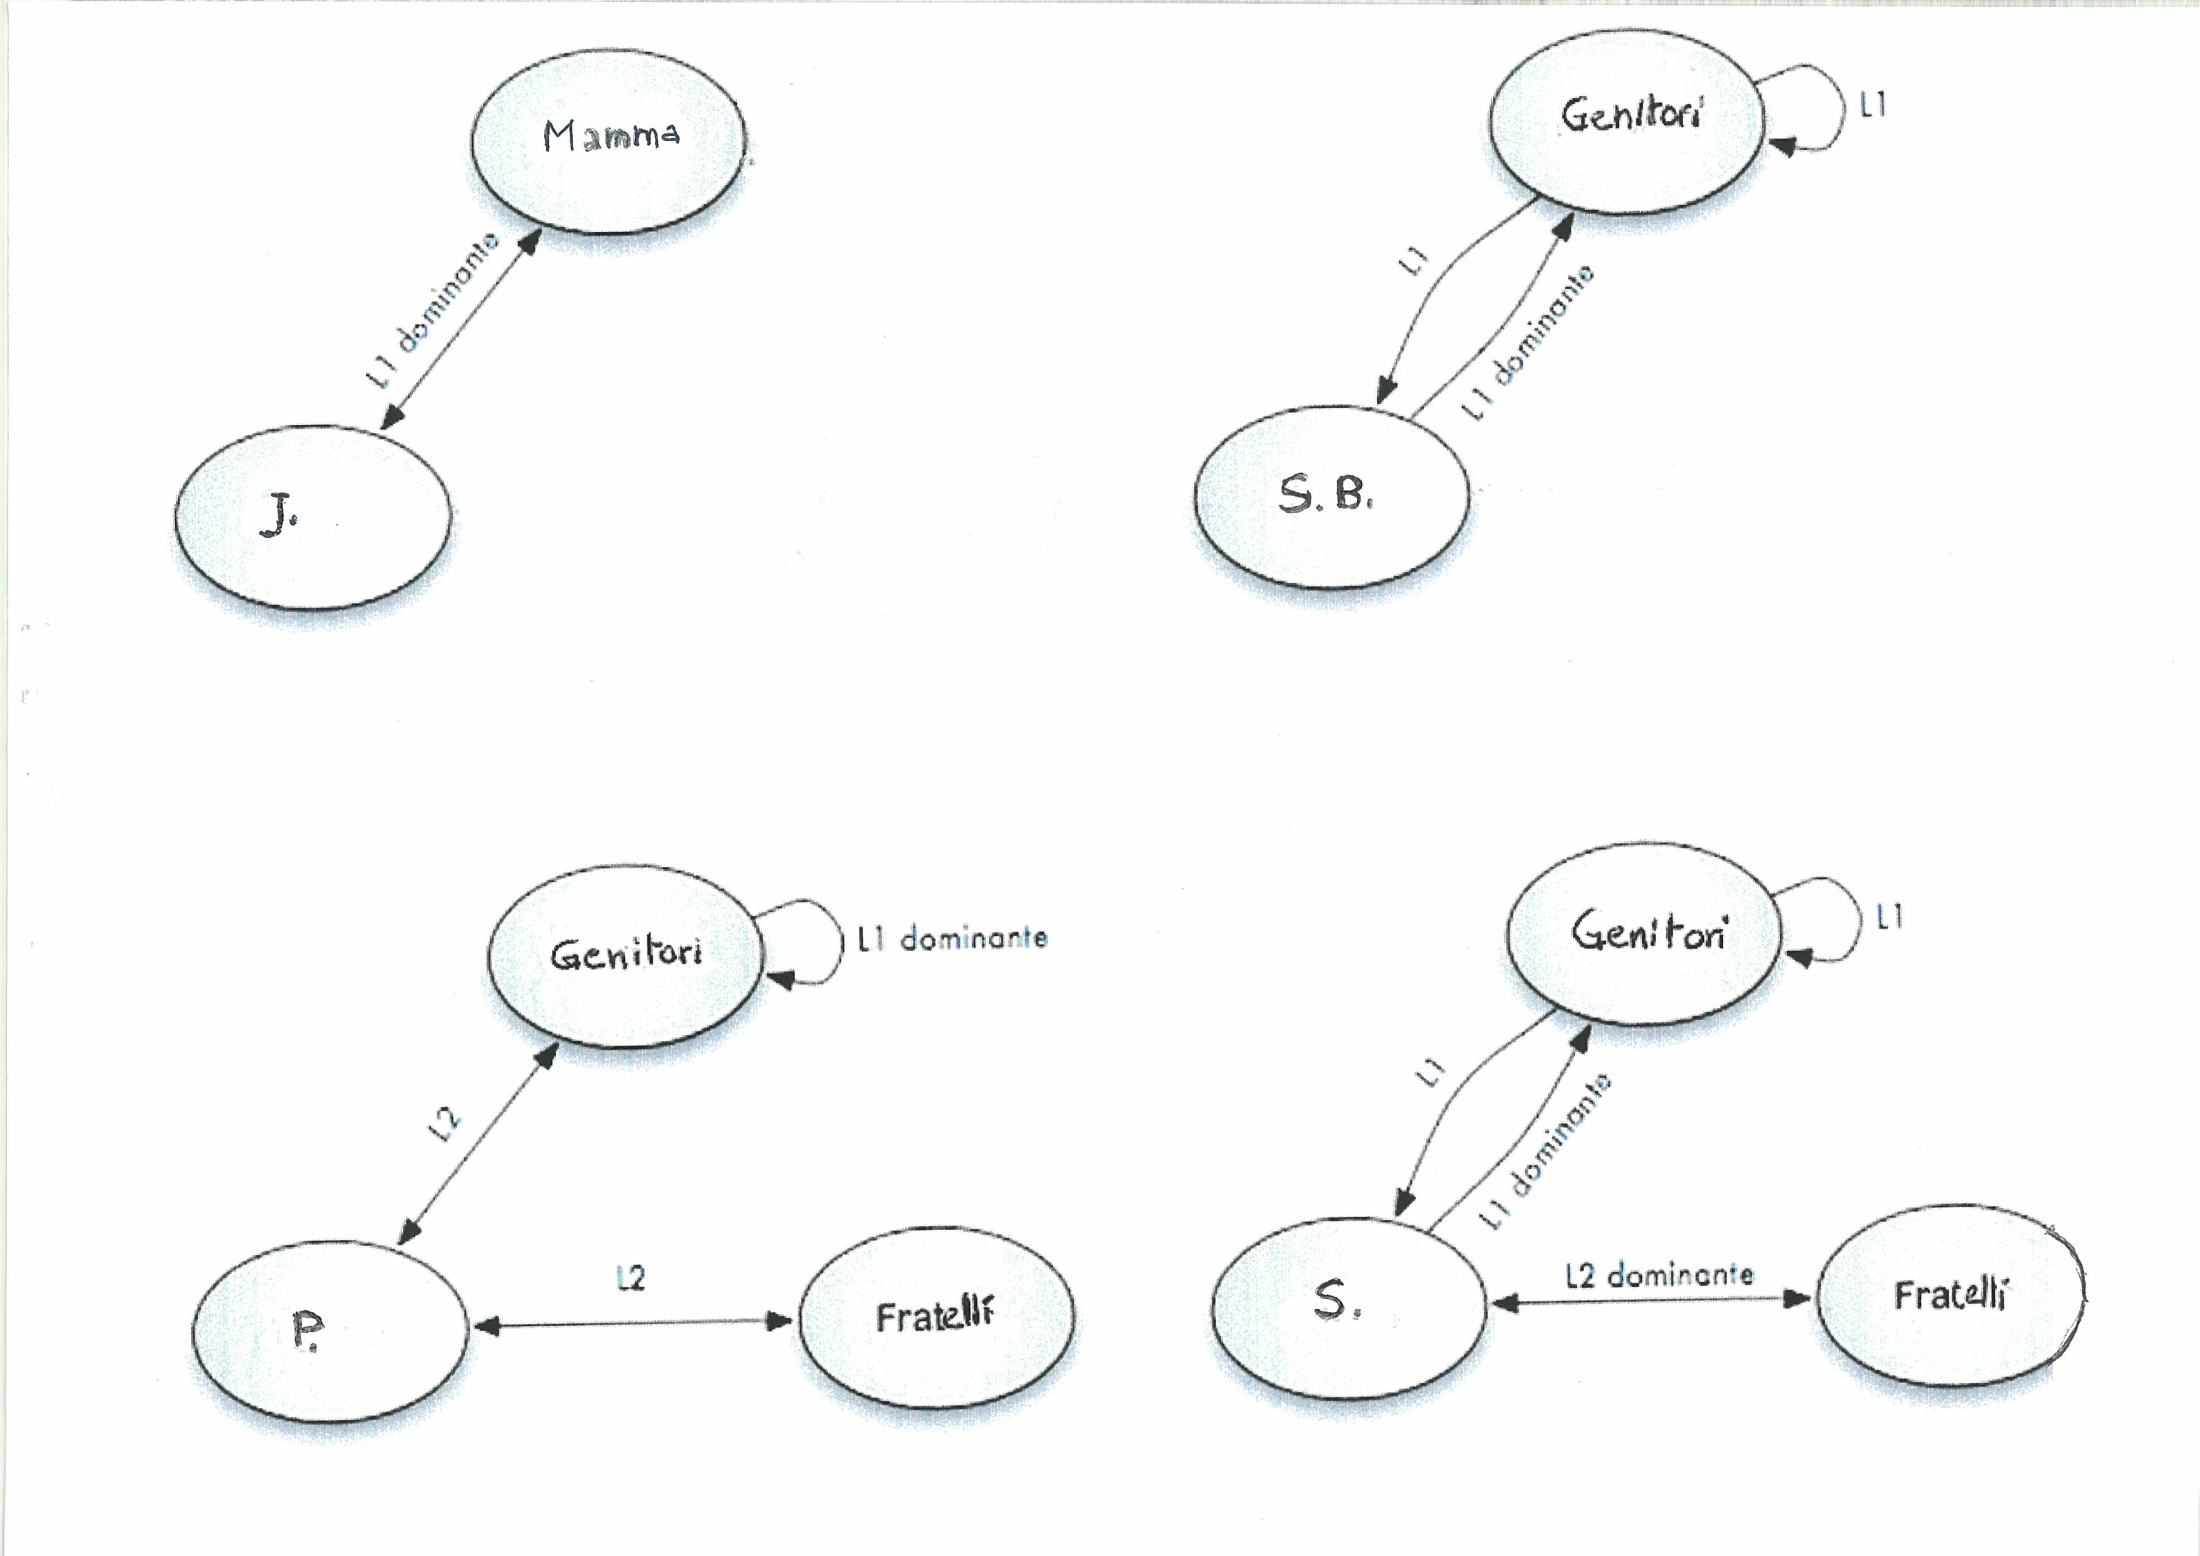 Mamma
L1 dominante
J.
Genitori
L1
L1
L1 dominante
S. B.
Genitori
L1 dominante
L2
P.
L2
Fratelli
Genitori
L1
L1
L1 dominante
S.
L2 dominante
Fratelli